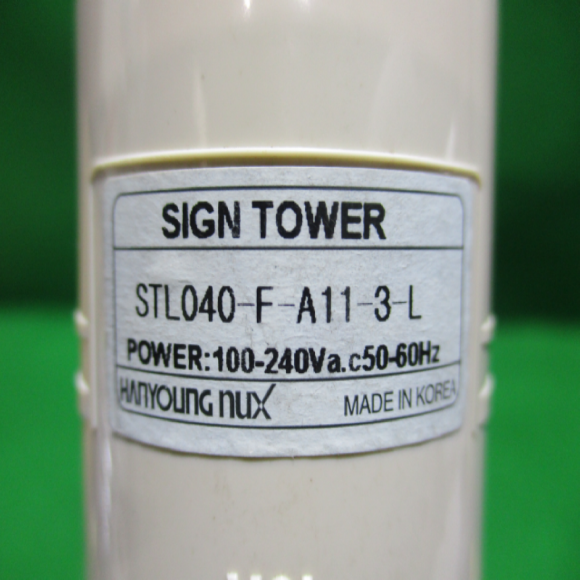 SIGN TOWER
STL040-F-A11-3-L
POWER:100-240Va.c50-60Hz
HANYOUNG nux
MADE IN KOREA